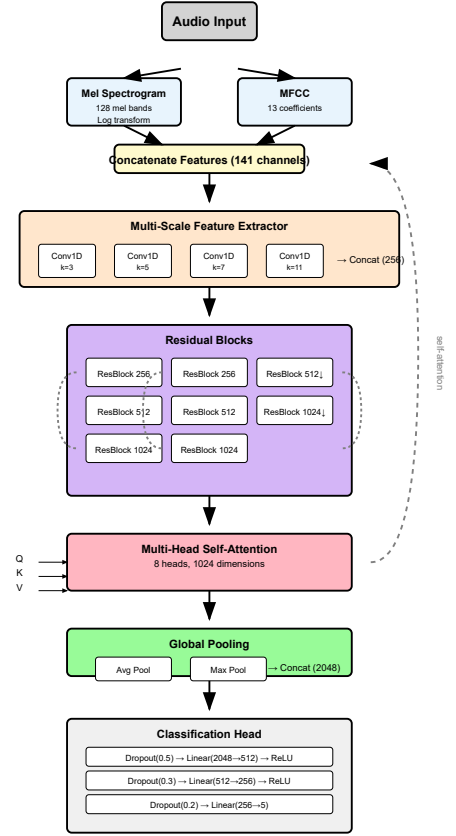 Audio Input
Mel Spectrogram
128 mel bands
Log transform
MFCC
13 coefficients
Concatenate Features (141 channels)
Multi-Scale Feature Extractor
Conv1D
k=3
Conv1D
k=5
Conv1D
k=7
Conv1D
k=11
→ Concat (256)
Residual Blocks
ResBlock 256
ResBlock 256
ResBlock 512↓
ResBlock 512
ResBlock 512
ResBlock 1024↓
ResBlock 1024
ResBlock 1024
self-attention
Multi-Head Self-Attention
8 heads, 1024 dimensions
Q
K
V
Global Pooling
Avg Pool
Max Pool
→ Concat (2048)
Classification Head
Dropout(0.5) → Linear(2048→512) → ReLU
Dropout(0.3) → Linear(512→256) → ReLU
Dropout(0.2) → Linear(256→5)